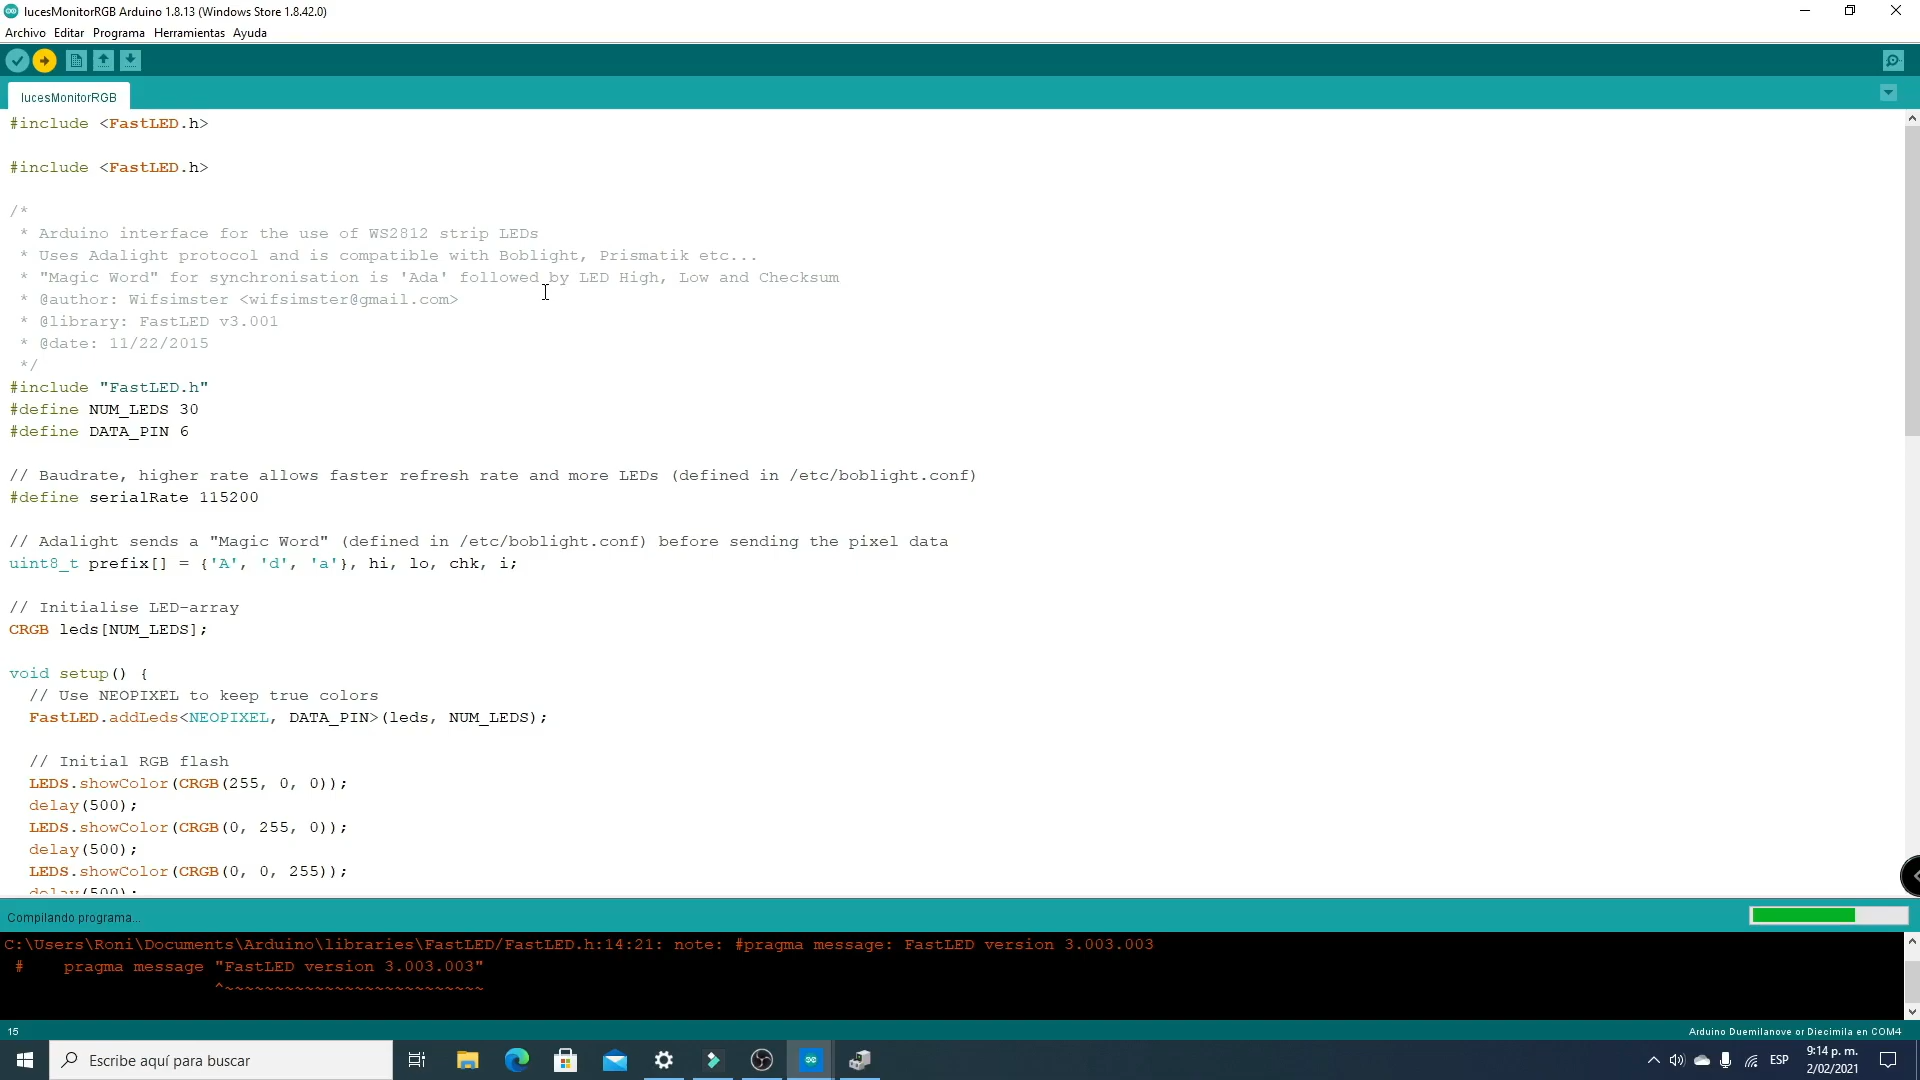 lucesMonitorRGB Arduino 1.8.13 (Windows Store 1.8.42.0)
Archivo Editar Programa Herramientas Ayuda
lucesMonitorRGB
#include <FastLED.h>
#include <FastLED.h>
/*
* Arduino interface for the use of WS2812 strip LEDs
* Uses Adalight protocol and is compatible with Boblight, Prismatik etc...
* "Magic Word" for synchronisation is 'Ada' followed by LED High, Low and Checksum
* @author: Wifsimster <wifsimster@gmail.com>
* @library: FastLED v3.001
* @date: 11/22/2015
*/
#include "FastLED.h"
#define NUM_LEDS 30
#define DATA_PIN 6
// Baudrate, higher rate allows faster refresh rate and more LEDs (defined in /etc/boblight.conf)
#define serialRate 115200
// Adalight sends a "Magic Word" (defined in /etc/boblight.conf) before sending the pixel data
uint8_t prefix[] = {'A', 'd', 'a'}, hi, lo, chk, i;
// Initialise LED-array
CRGB leds[NUM_LEDS];
void setup() {
// Use NEOPIXEL to keep true colors
FastLED.addLeds<NEOPIXEL, DATA_PIN>(leds, NUM_LEDS);
// Initial RGB flash
LEDS.showColor(CRGB(255, 0, 0));
delay(500);
LEDS.showColor(CRGB(0, 255, 0));
delay(500);
LEDS.showColor(CRGB(0, 0, 255));
delay(500);
Compilando programa...
C:\Users\Roni\Documents\Arduino\libraries\FastLED/FastLED.h:14:21: note: #pragma message: FastLED version 3.003.003
# pragma message "FastLED version 3.003.003"
^~~~~~~~~~~~~~~~~~~~~~~~~~~
15
Arduino Duemilanove or Diecimila en COM4
Escribe aquí para buscar
ESP
9:14 p. m.
2/02/2021